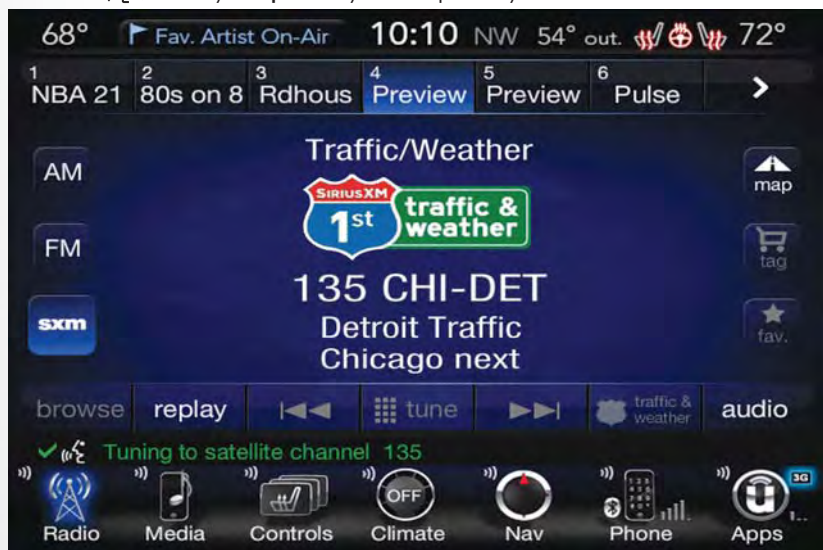 68° Fav. Artist On-Air 10:10 NW 54° out. 72°
1 NBA 21
2 80s on 8
3 Rdhous
4 Preview
5 Preview
6 Pulse
>
AM
FM
sxm
Traffic/Weather
SIRIUSXM
1st traffic & weather
135 CHI-DET
Detroit Traffic
Chicago next
map
tag
fav.
browse replay tune traffic & weather audio
Tuning to satellite channel 135
OFF
3G
Radio Media Controls Climate Nav Phone Apps